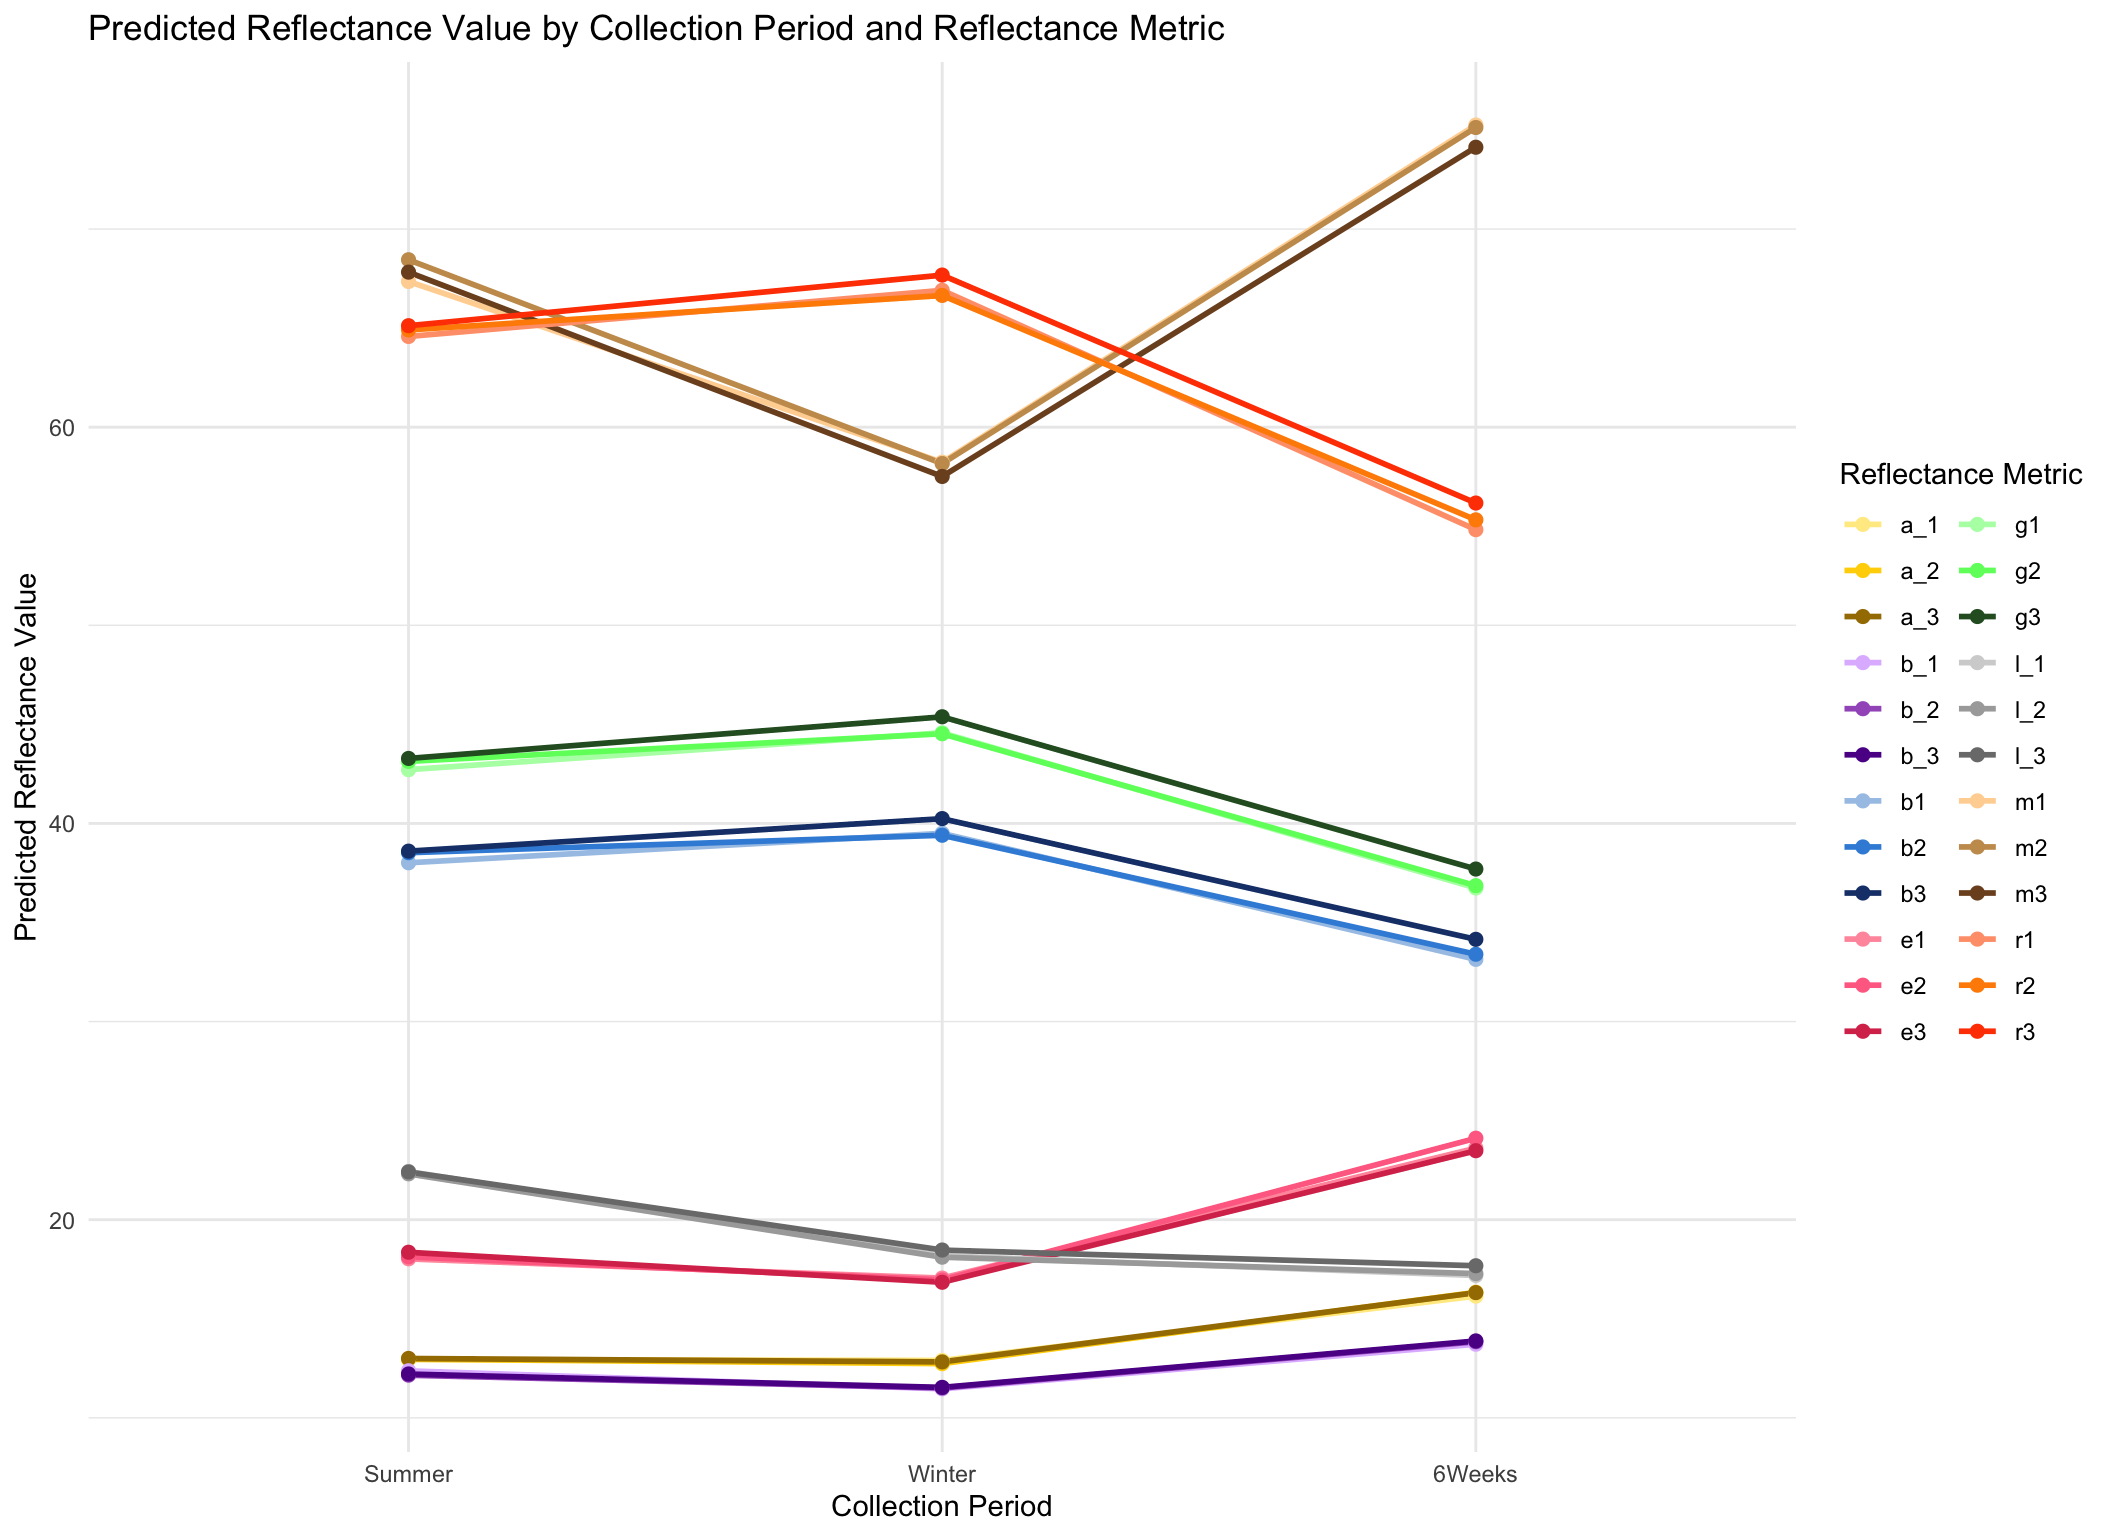 Predicted Reflectance Value by Collection Period and Reflectance Metric
Predicted Reflectance Value
60
40
20
Summer
Winter
6Weeks
Collection Period
Reflectance Metric
a_1 g1
a_2 g2
a_3 g3
b_1 l_1
b_2 l_2
b_3 l_3
b1 m1
b2 m2
b3 m3
e1 r1
e2 r2
e3 r3